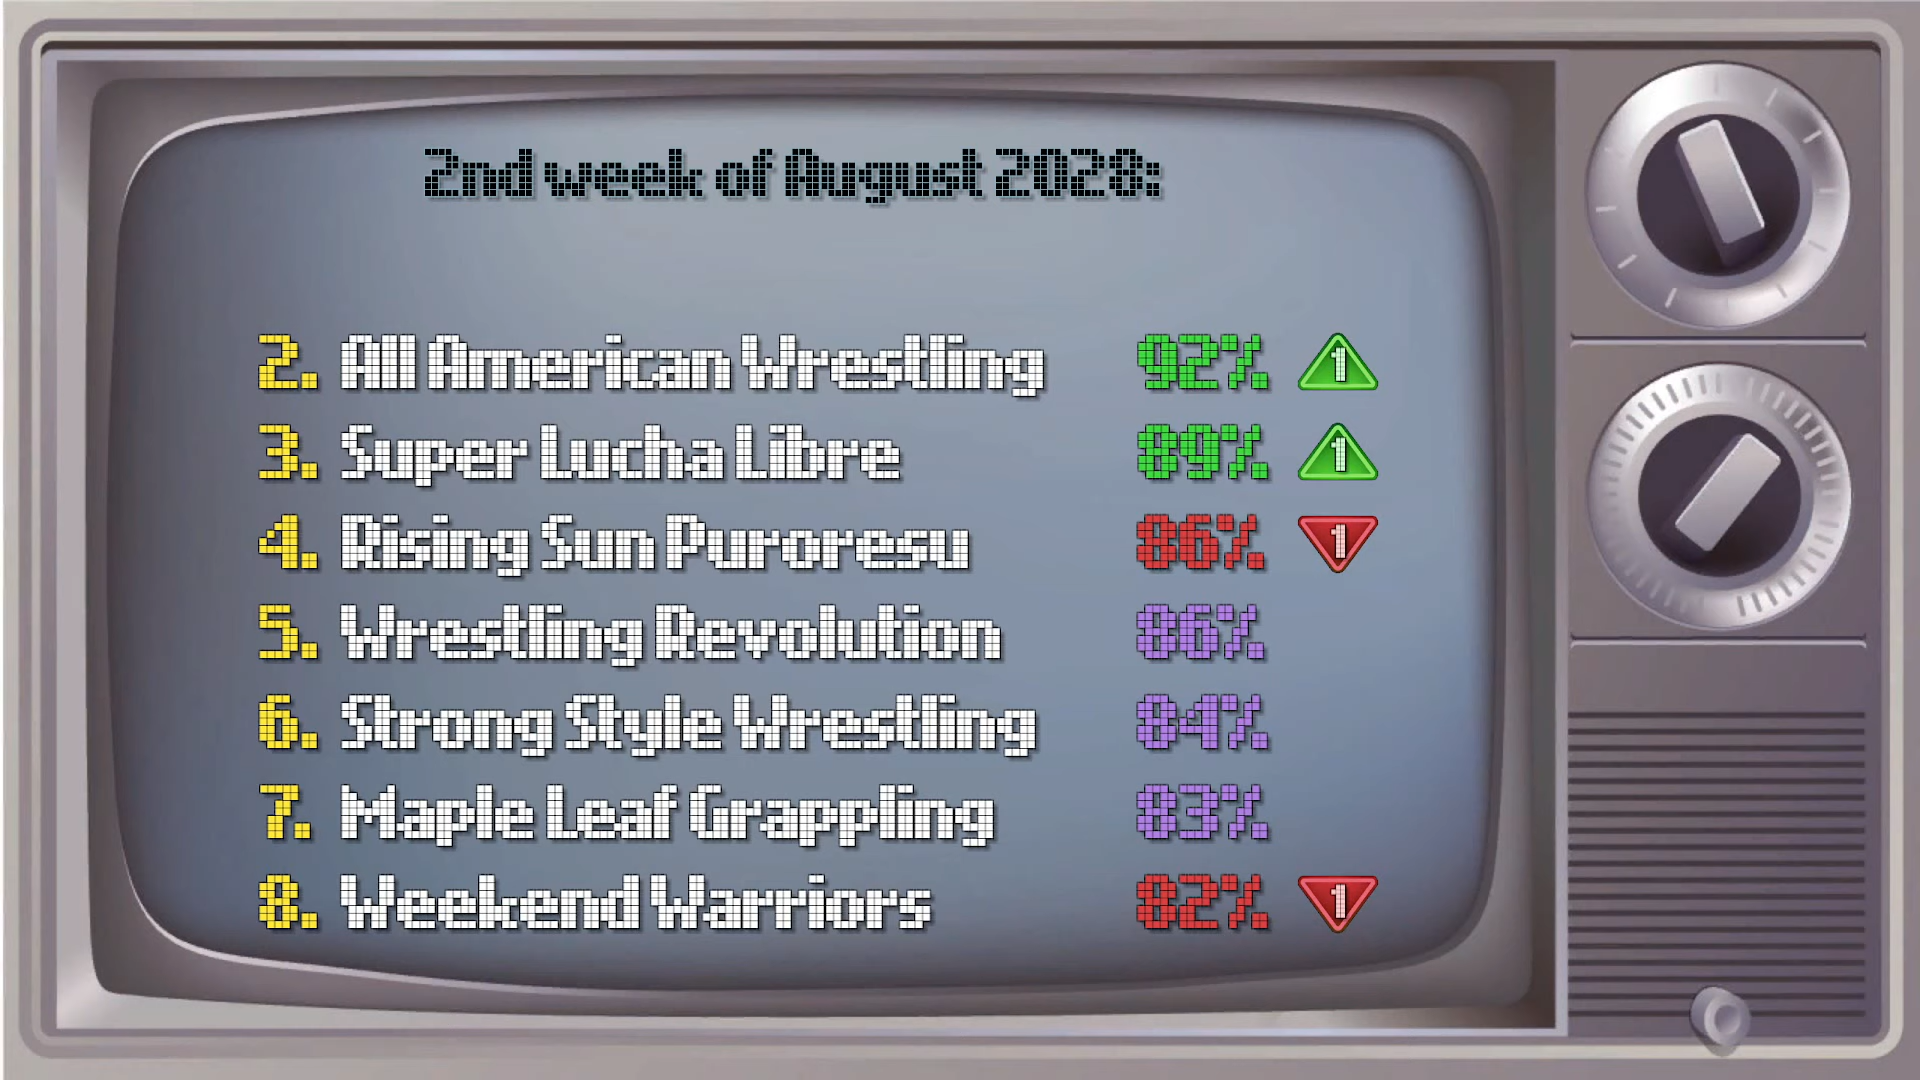 2nd week of August 2028:
2. All American Wrestling 92% 1
3. Super Lucha Libre 89% 1
4. Rising Sun Puroresu 86% 1
5. Wrestling Revolution 86%
6. Strong Style Wrestling 84%
7. Maple Leaf Grappling 83%
8. Weekend Warriors 82% 1